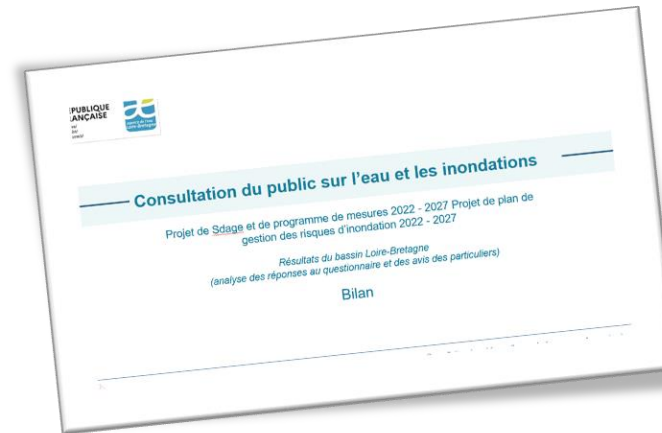 PUBLIQUE
ANÇAISE
Consultation du public sur l'eau et les inondations
Projet de Sdage et de programme de mesures 2022 - 2027 Projet de plan de
gestion des risques d'inondation 2022 - 2027
Résultats du bassin Loire-Bretagne
(analyse des réponses au questionnaire et des avis des particuliers)
Bilan